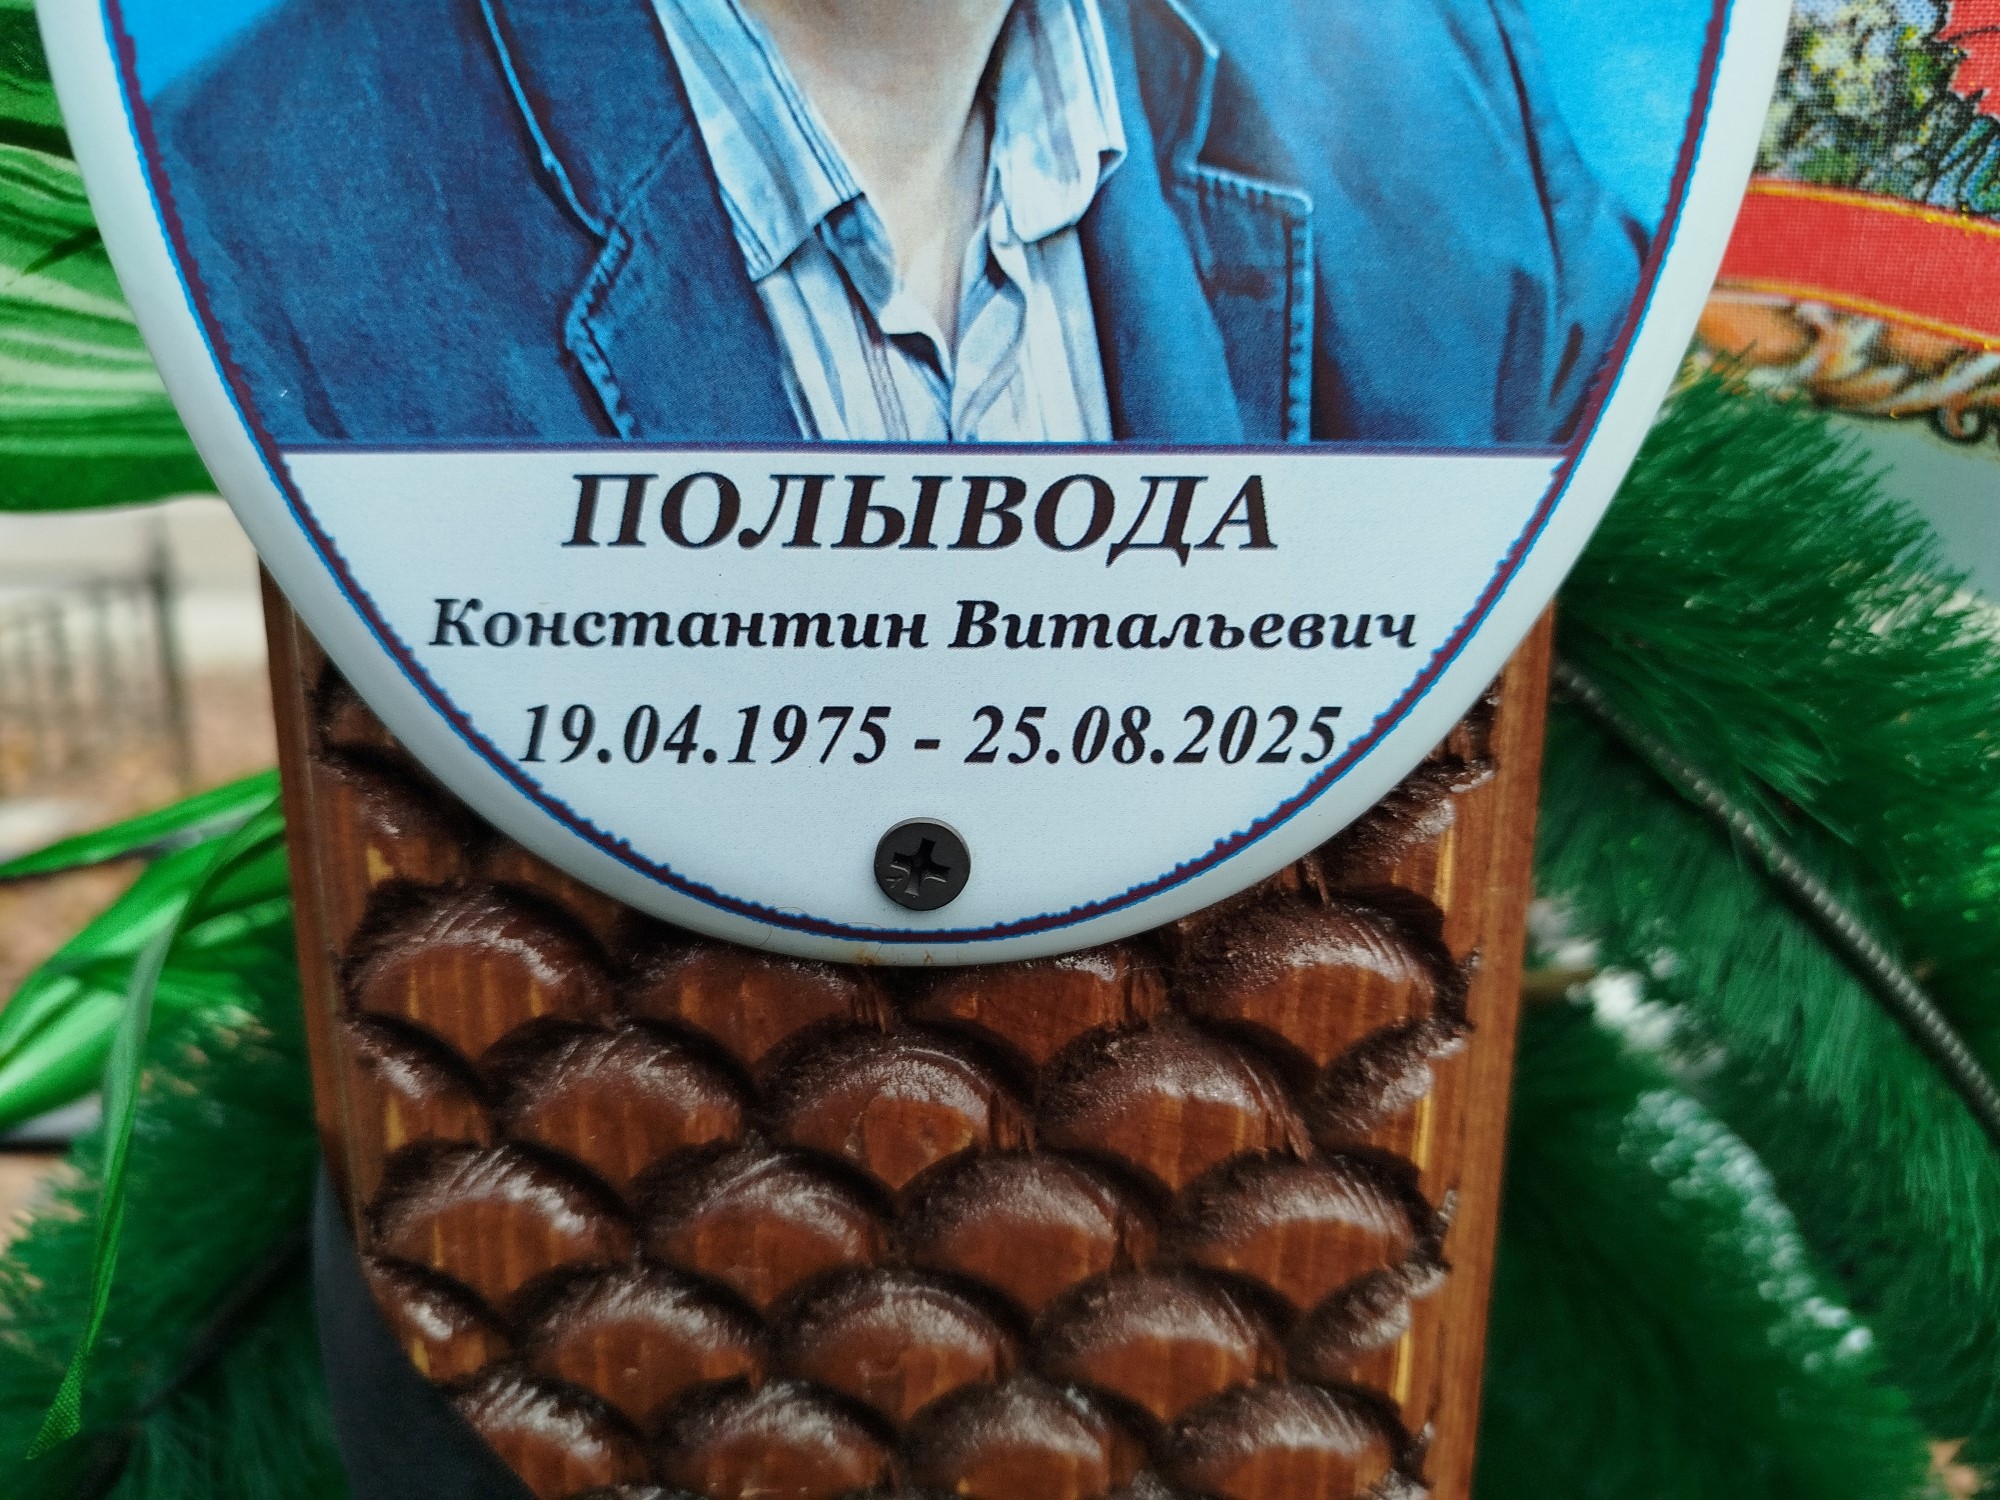 ПОЛЫВОДА
Константин Витальевич
19.04.1975 - 25.08.2025